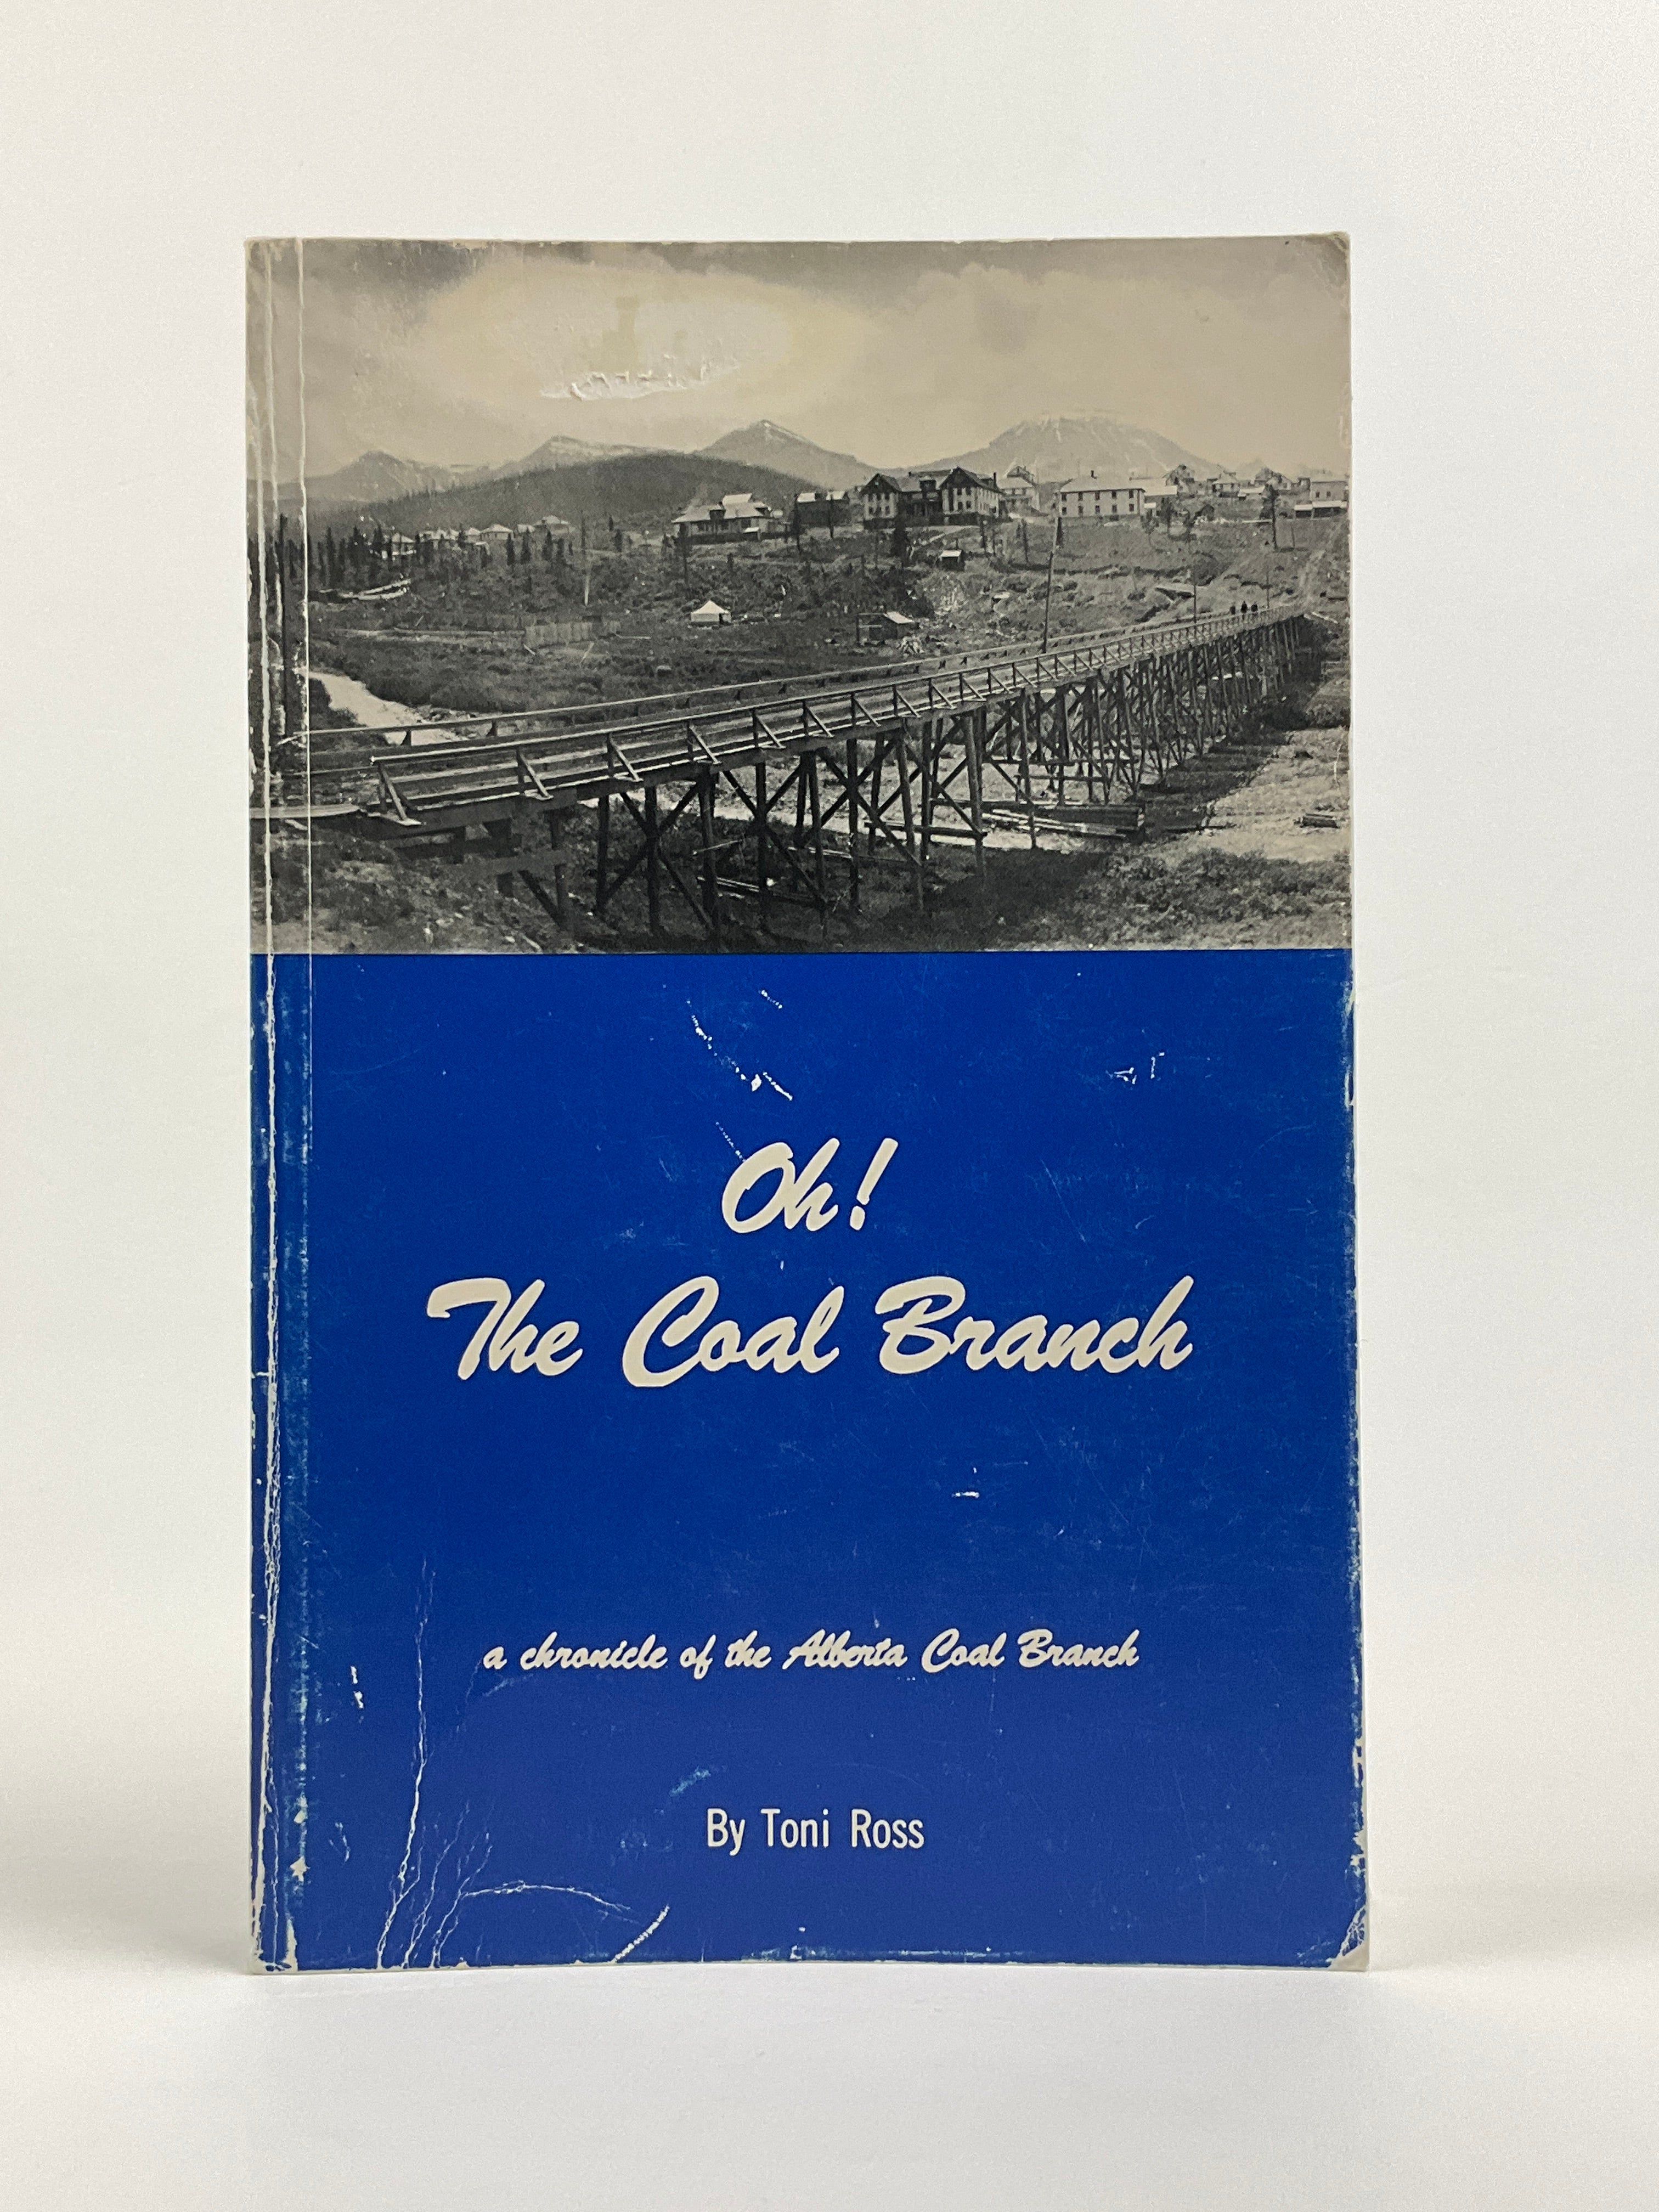 Oh!
The Coal Branch
a chronicle of the Alberta Coal Branch
By Toni Ross